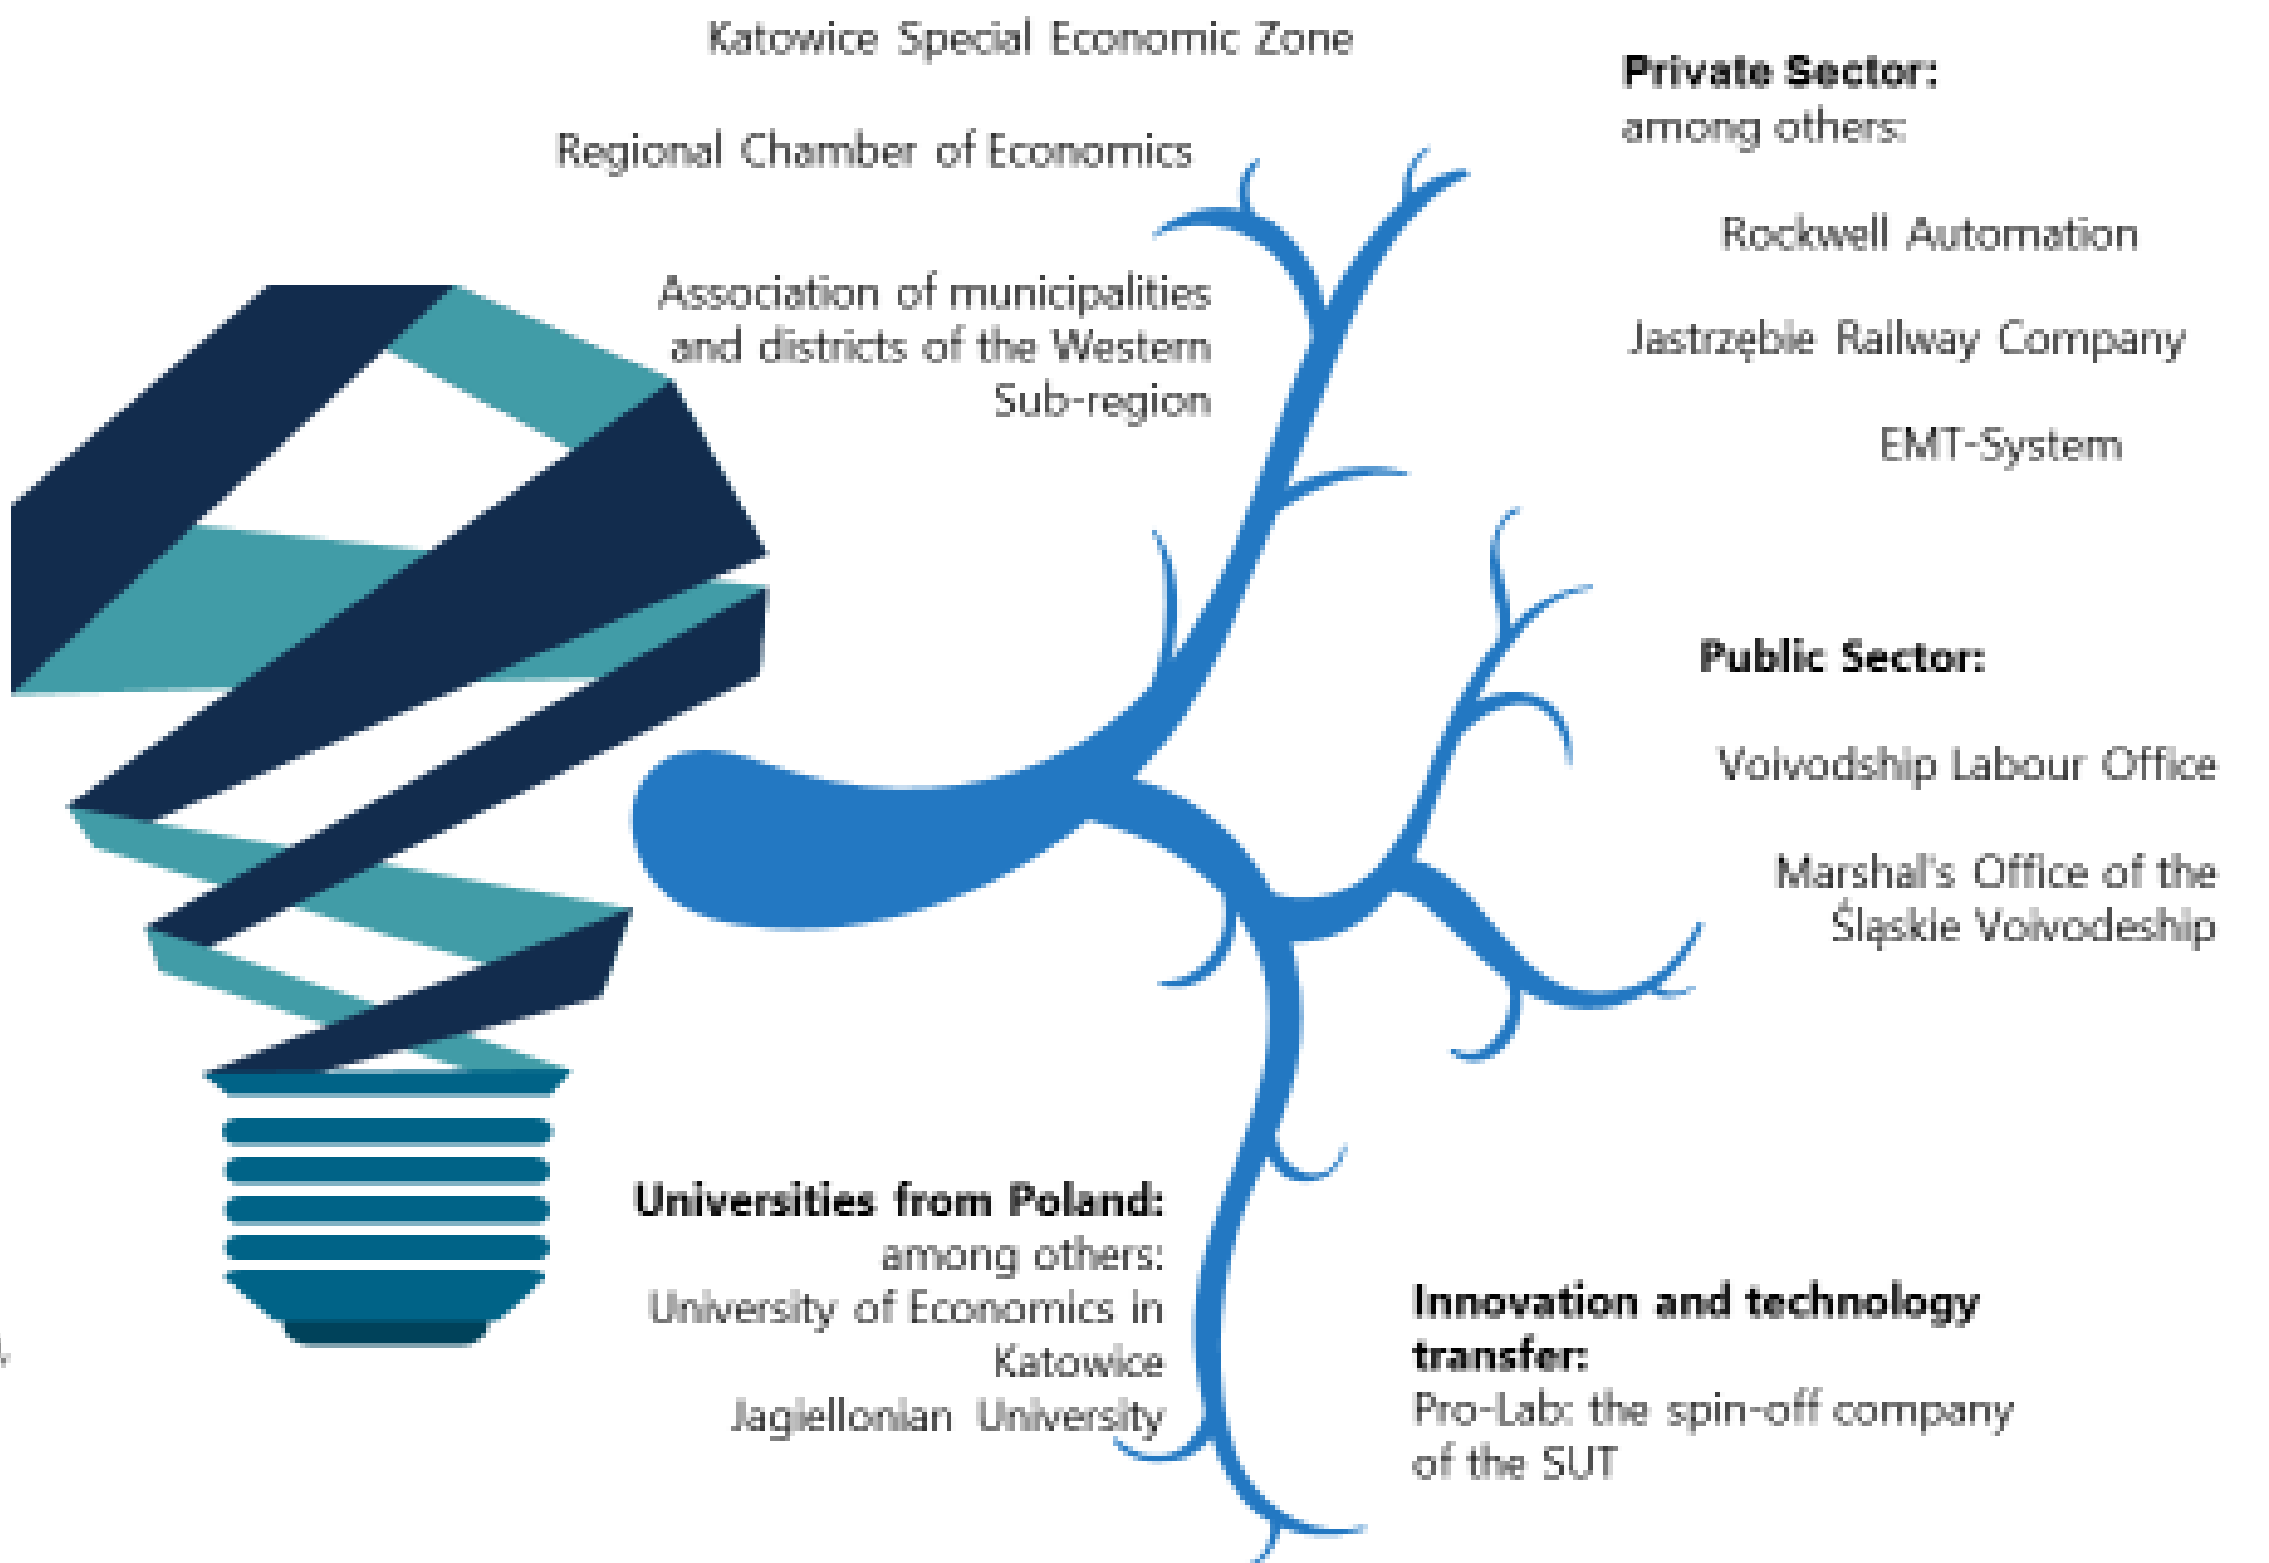 Katowice Special Economic Zone
Regional Chamber of Economics
Association of municipalities
and districts of the Western
Sub-region
Private Sector:
among others:
Rockwell Automation
Jastrzębie Railway Company
EMT-System
Public Sector:
Voivodship Labour Office
Marshal's Office of the
Śląskie Voivodeship
Universities from Poland:
among others:
University of Economics in
Katowice
Jagiellonian University
Innovation and technology
transfer:
Pro-Lab: the spin-off company
of the SUT